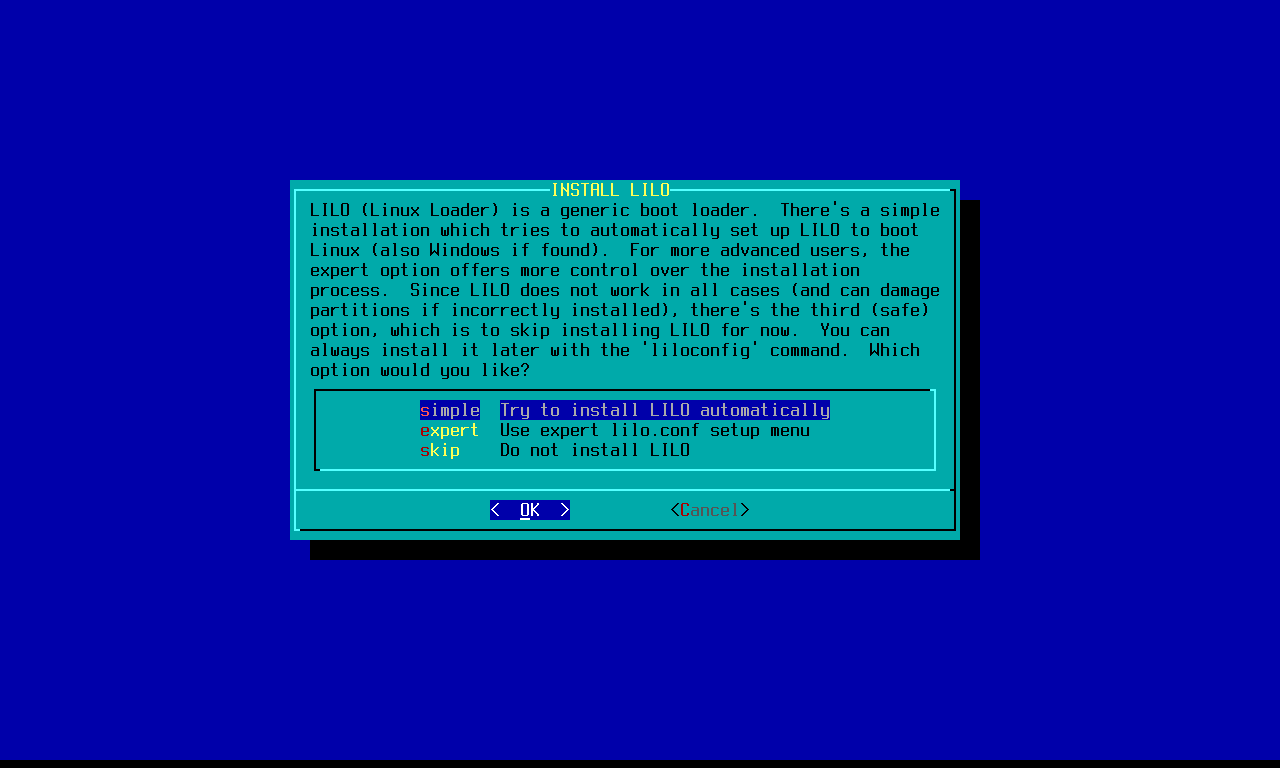 INSTALL LILO
LILO (Linux Loader) is a generic boot loader.  There's a simple
installation which tries to automatically set up LILO to boot
Linux (also Windows if found).  For more advanced users, the
expert option offers more control over the installation
process.  Since LILO does not work in all cases (and can damage
partitions if incorrectly installed), there's the third (safe)
option, which is to skip installing LILO for now.  You can
always install it later with the 'liloconfig' command.  Which
option would you like?
simple  Try to install LILO automatically
expert  Use expert lilo.conf setup menu
skip    Do not install LILO
<  OK  >          <Cancel>